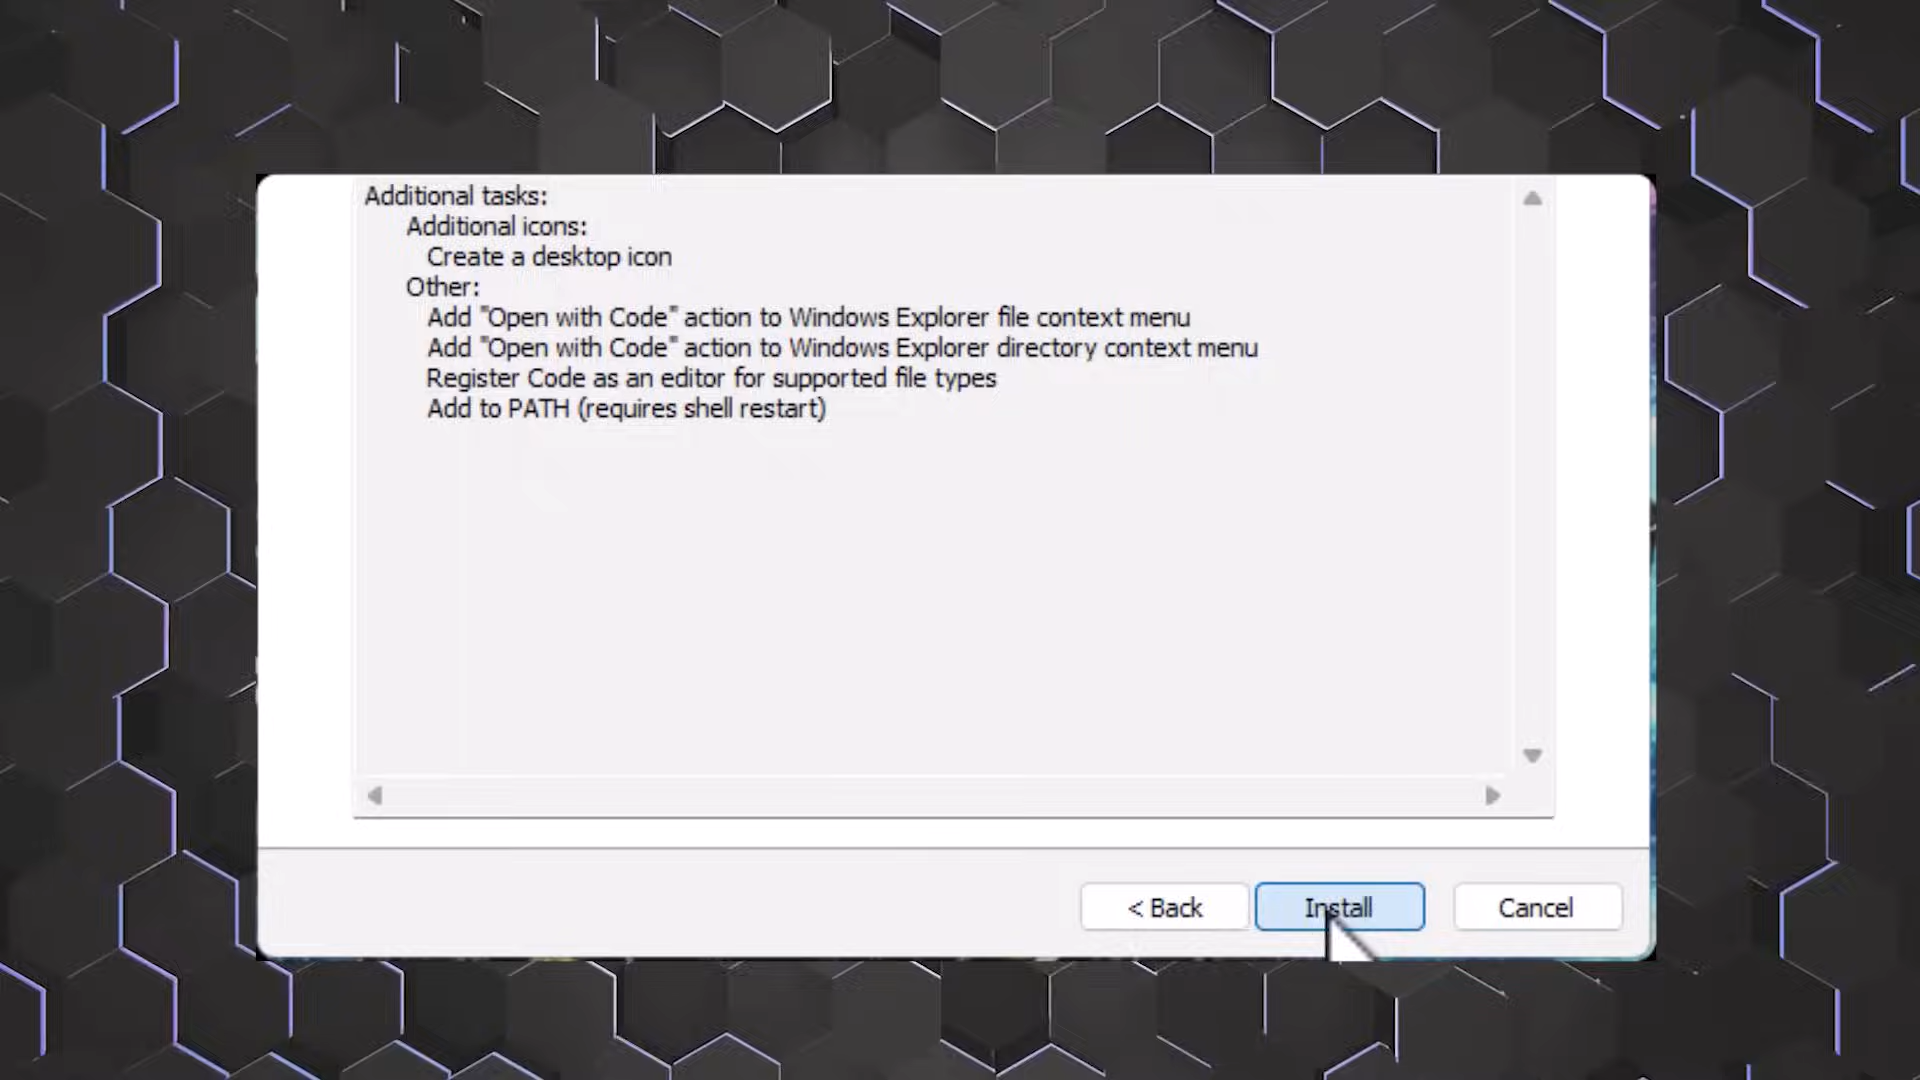 Additional tasks:
Additional icons:
Create a desktop icon
Other:
Add "Open with Code" action to Windows Explorer file context menu
Add "Open with Code" action to Windows Explorer directory context menu
Register Code as an editor for supported file types
Add to PATH (requires shell restart)
< Back
Install
Cancel